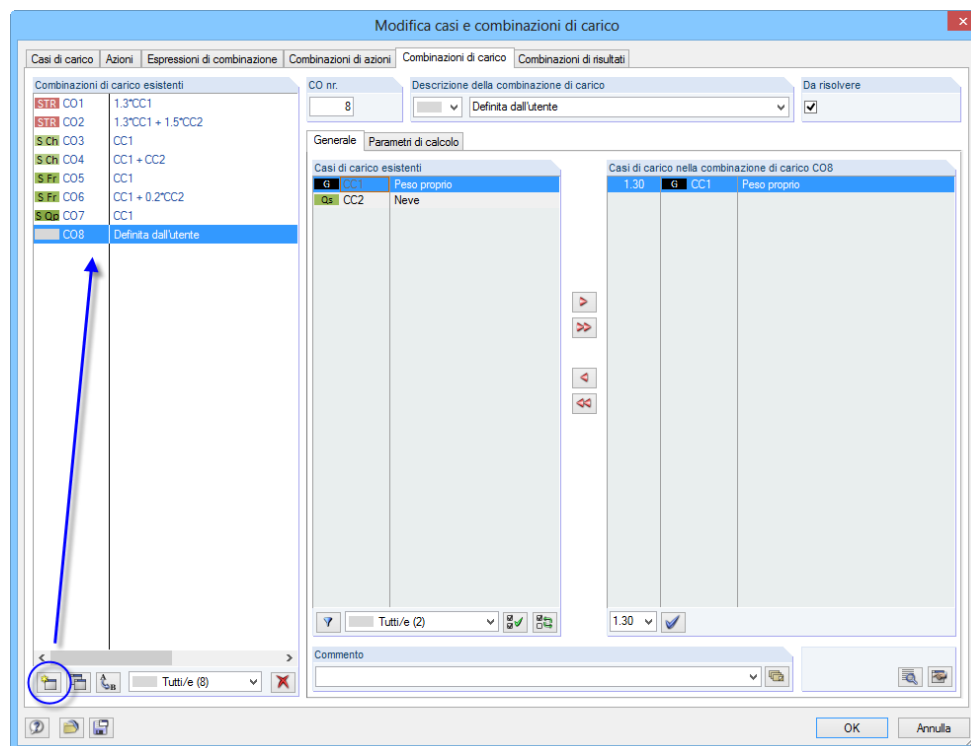 Modifica casi e combinazioni di carico
Casi di carico Azioni Espressioni di combinazione Combinazioni di azioni Combinazioni di carico Combinazioni di risultati
Combinazioni di carico esistenti
STR CO1 1.3*CC1
STR CO2 1.3*CC1 + 1.5*CC2
S Ch CO3 CC1
S Ch CO4 CC1 + CC2
S Fr CO5 CC1
S Fr CO6 CC1 + 0.2*CC2
S Qp CO7 CC1
CO8 Definita dall'utente
Tutti/e (8)
CO nr.
8
Descrizione della combinazione di carico
Definita dall'utente
Da risolvere
Generale Parametri di calcolo
Casi di carico esistenti
G CC1 Peso proprio
Qs CC2 Neve
Tutti/e (2)
Casi di carico nella combinazione di carico CO8
1.30 G CC1 Peso proprio
1.30
Commento
OK Annulla